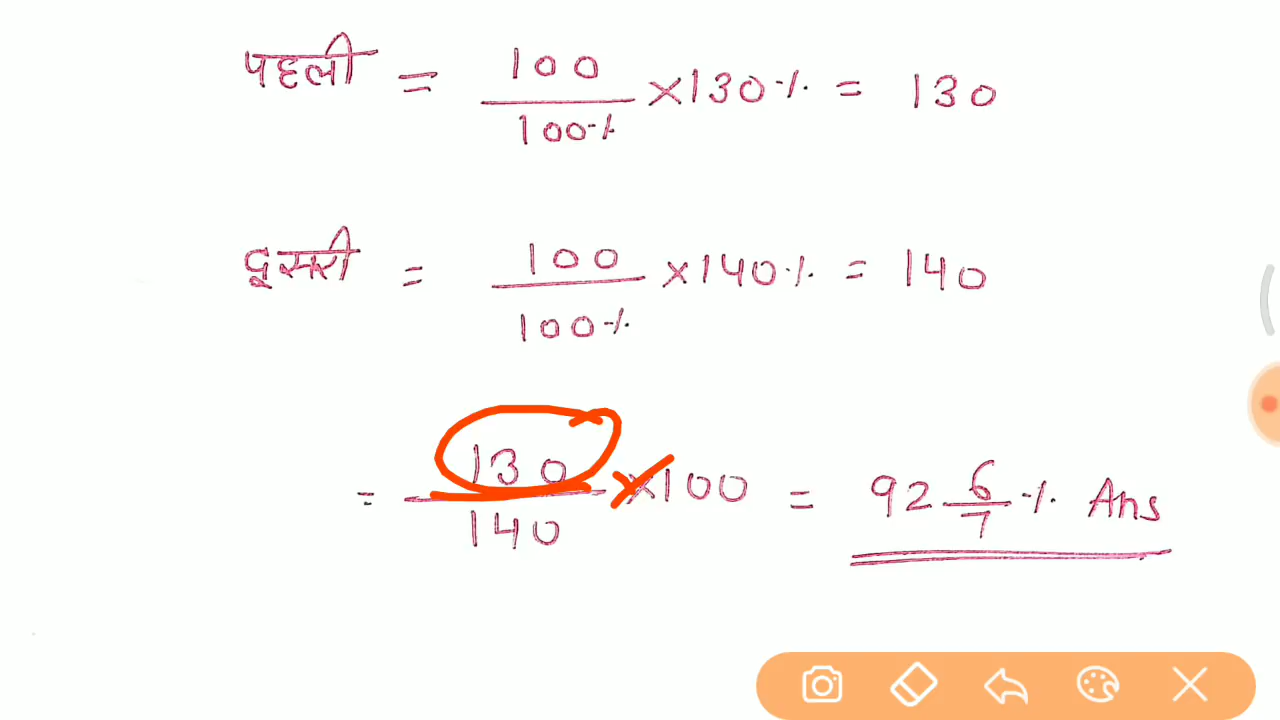 पहली = 100/100% × 130% = 130
दूसरी = 100/100% × 140% = 140
= 130/140 × 100 = 92 6/7 % Ans